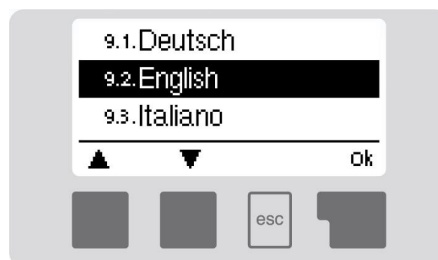 9.1.Deutsch
9.2.English
9.3.Italiano
▲ ▼ Ok
esc